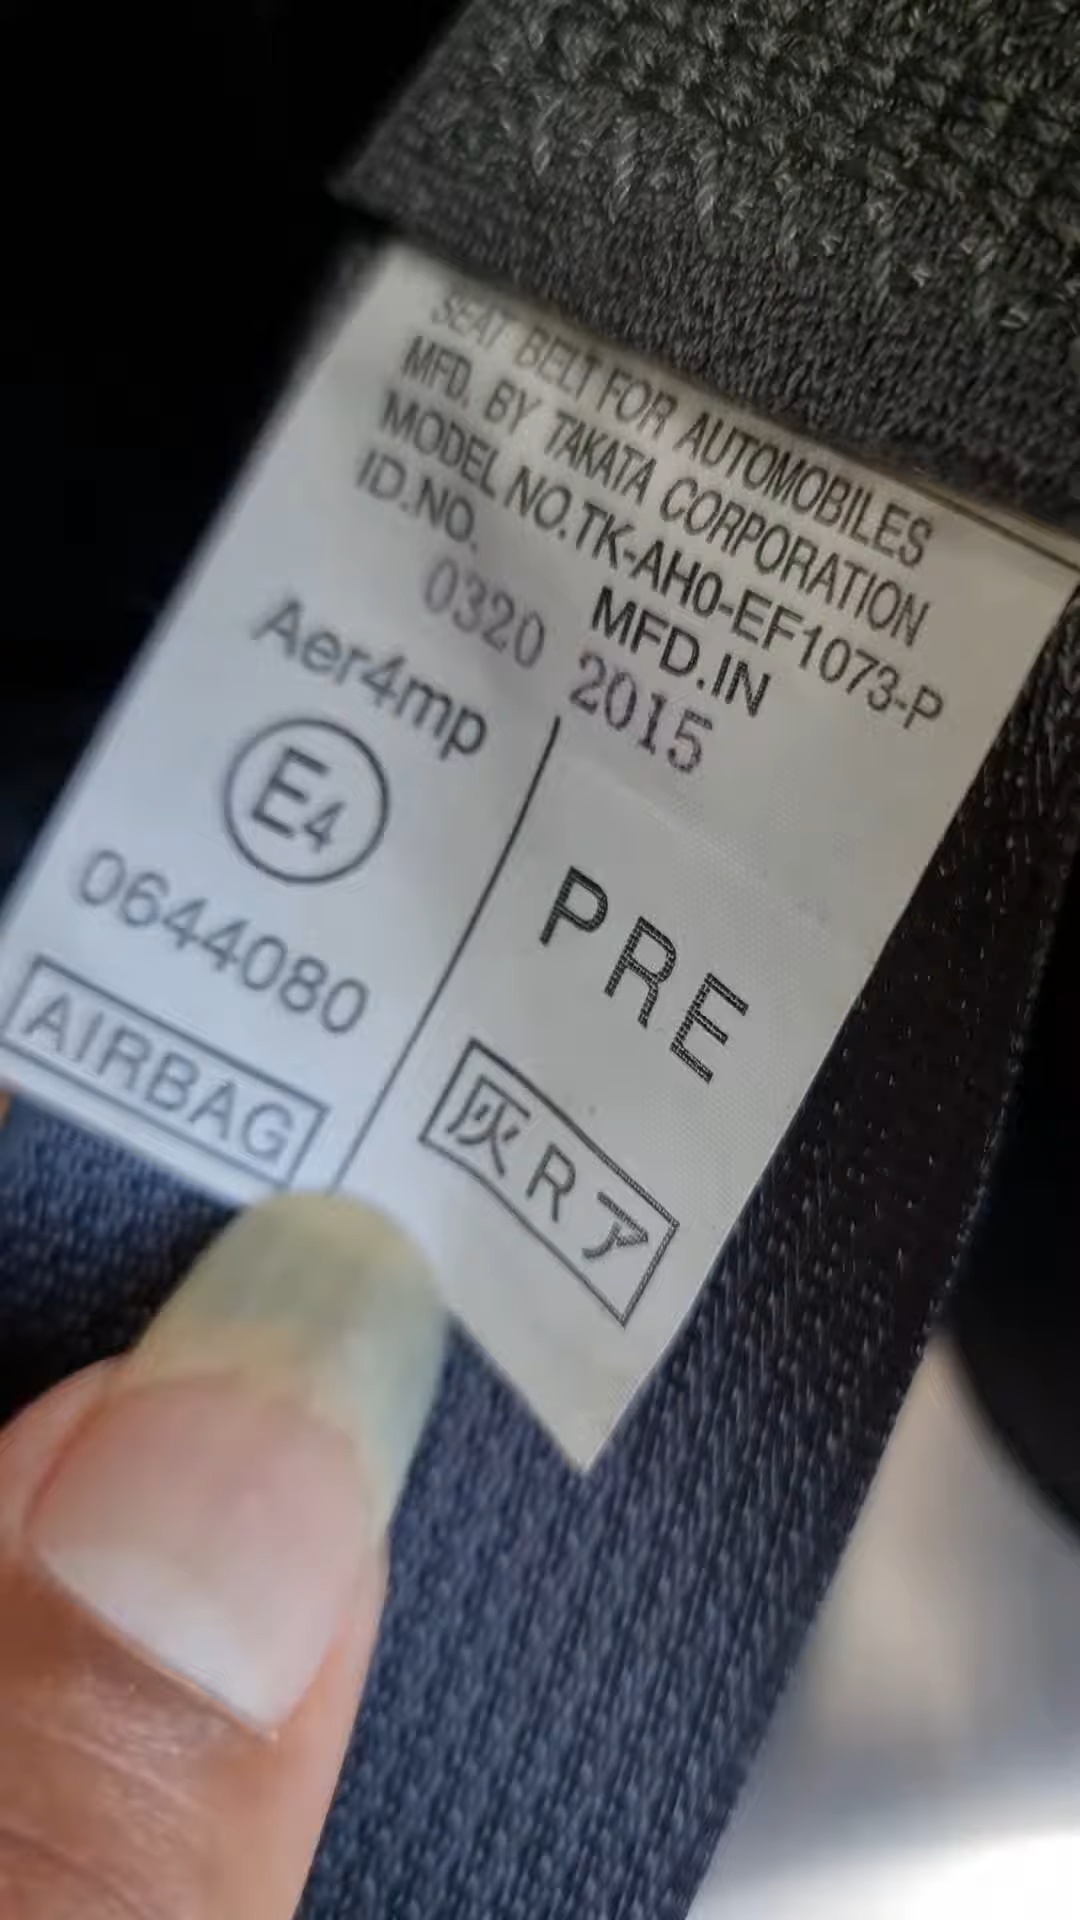 SEAT BELT FOR AUTOMOBILES
MFD. BY TAKATA CORPORATION
MODEL NO.TK-AH0-EF1073-P
ID.NO. MFD.IN
0320 2015
Aer4mp
E4
0644080
AIRBAG
PRE
灰Rア